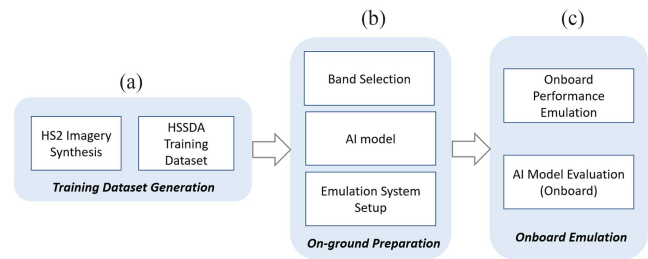 (a)
HS2 Imagery
Synthesis
HSSDA
Training
Dataset
Training Dataset Generation
(b)
Band Selection
AI model
Emulation System
Setup
On-ground Preparation
(c)
Onboard
Performance
Emulation
AI Model Evaluation
(Onboard)
Onboard Emulation